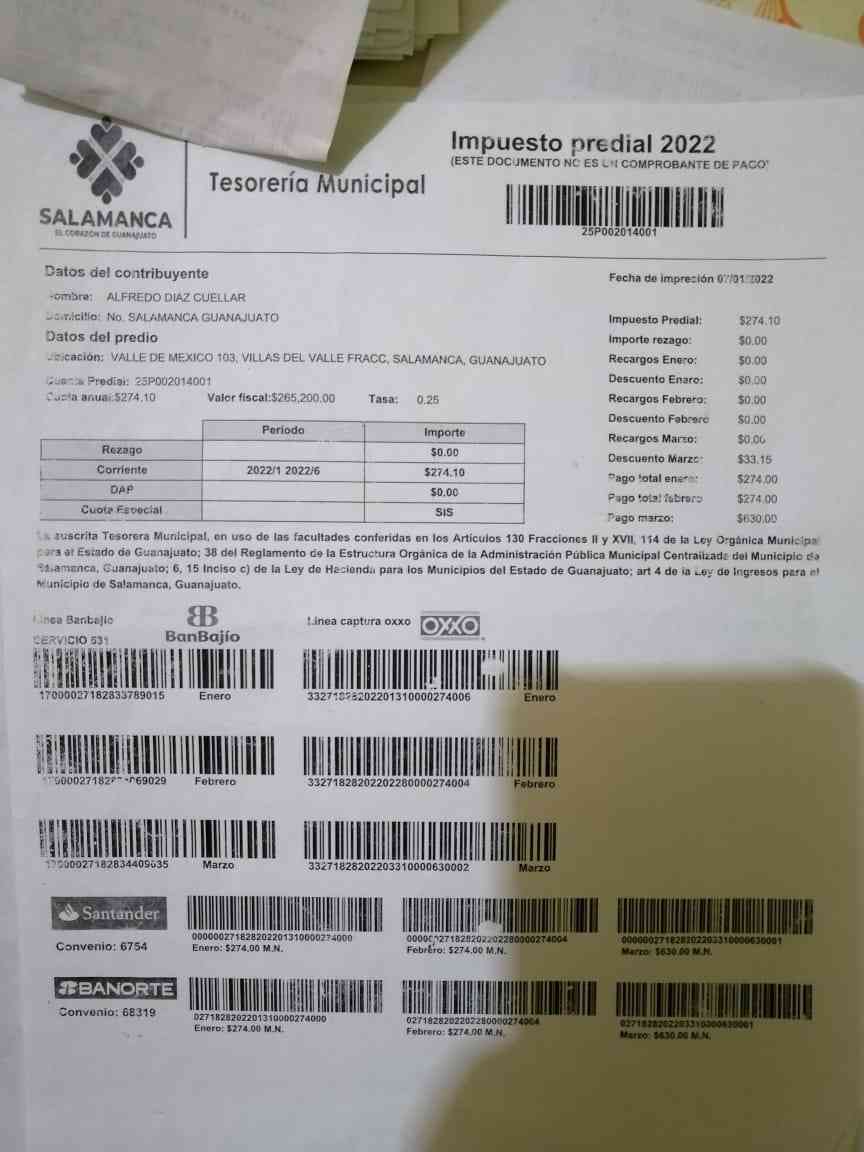 Impuesto predial 2022
(ESTE DOCUMENTO NO ES UN COMPROBANTE DE PAGO*
Tesorería Municipal
SALAMANCA
EL CORAZÓN DE GUANAJUATO
25P002014001
Datos del contribuyente
Fecha de impresión
Nombre: ALFREDO DIAZ CUELLAR
Domicilio: No. SALAMANCA GUANAJUATO
Datos del predio
Ubicación: VALLE DE MEXICO 103, VILLAS DEL VALLE FRACC, SALAMANCA, GUANAJUATO
Cuenta Predial: 25P002014001
Cuota anual:$274.10 Valor fiscal:$265,200.00 Tasa: 0.25
Impuesto Predial: $274.10
Importe rezago: $0.00
Recargos Enero: $0.00
Descuento Enero: $0.00
Recargos Febrero: $0.00
Descuento Febrero $0.00
Recargos Marzo: $0.00
Descuento Marzo: $33.15
Pago total enero: $274.00
Pago total febrero $274.00
Pago marzo: $630.00
Periodo Importe
Rezago $0.00
Corriente 2022/1 2022/6 $274.10
DAP $0.00
Cuota Especial SIS
La suscrita Tesorera Municipal, en uso de las facultades conferidas en los Artículos 130 Fracciones II y XVII, 114 de la Ley Orgánica Municipal
para el Estado de Guanajuato; 38 del Reglamento de la Estructura Orgánica de la Administración Pública Municipal Centralizada del Municipio de
Salamanca, Guanajuato; 6, 15 Inciso c) de la Ley de Hacienda para los Municipios del Estado de Guanajuato; art 4 de la Ley de Ingresos para el
Municipio de Salamanca, Guanajuato.
Linea Banbajio BanBajío Linea captura oxxo OXXO
SERVICIO 531
17000027182833789015 Enero Enero
Febrero 33271828202202280000274004 Febrero
Marzo 33271828202203310000630002 Marzo
Santander
Convenio: 6754
000000271828202201310000274000
Enero: $274.00 M.N.
Febrero: $274.00 M.N.
000000271828202203310000630001
Marzo: $630.00 M.N.
BANORTE
Convenio: 68319
0271828202201310000274000
Enero: $274.00 M.N.
0271828202202280000274004
Febrero: $274.00 M.N.
0271828202203310000630001
Marzo: $630.00 M.N.